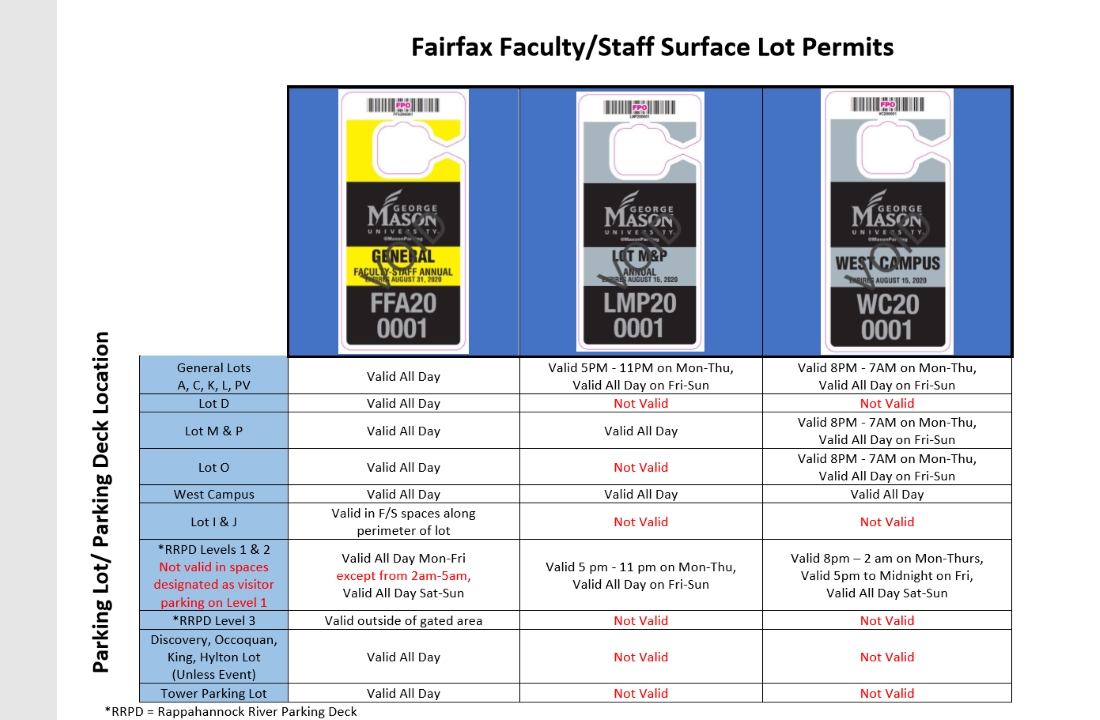 Fairfax Faculty/Staff Surface Lot Permits
FPO
FFA200001
GEORGE
MASON
UNIVERSITY
@MasonParking
VOID
GENERAL
FACULTY-STAFF ANNUAL
EXPIRES AUGUST 31, 2020
FFA20
0001
FPO
LMP200001
GEORGE
MASON
UNIVERSITY
@MasonParking
VOID
LOT M&P
ANNUAL
EXPIRES AUGUST 15, 2020
LMP20
0001
FPO
WC200001
GEORGE
MASON
UNIVERSITY
@MasonParking
VOID
WEST CAMPUS
EXPIRES AUGUST 15, 2020
WC20
0001
Parking Lot/ Parking Deck Location
General Lots
A, C, K, L, PV
Valid All Day
Valid 5PM - 11PM on Mon-Thu,
Valid All Day on Fri-Sun
Valid 8PM - 7AM on Mon-Thu,
Valid All Day on Fri-Sun
Lot D
Valid All Day
Not Valid
Not Valid
Lot M & P
Valid All Day
Valid All Day
Valid 8PM - 7AM on Mon-Thu,
Valid All Day on Fri-Sun
Lot O
Valid All Day
Not Valid
Valid 8PM - 7AM on Mon-Thu,
Valid All Day on Fri-Sun
West Campus
Valid All Day
Valid All Day
Valid All Day
Lot I & J
Valid in F/S spaces along
perimeter of lot
Not Valid
Not Valid
*RRPD Levels 1 & 2
Not valid in spaces
designated as visitor
parking on Level 1
Valid All Day Mon-Fri
except from 2am-5am,
Valid All Day Sat-Sun
Valid 5 pm - 11 pm on Mon-Thu,
Valid All Day on Fri-Sun
Valid 8pm – 2 am on Mon-Thurs,
Valid 5pm to Midnight on Fri,
Valid All Day Sat-Sun
*RRPD Level 3
Valid outside of gated area
Not Valid
Not Valid
Discovery, Occoquan,
King, Hylton Lot
(Unless Event)
Valid All Day
Not Valid
Not Valid
Tower Parking Lot
Valid All Day
Not Valid
Not Valid
*RRPD = Rappahannock River Parking Deck